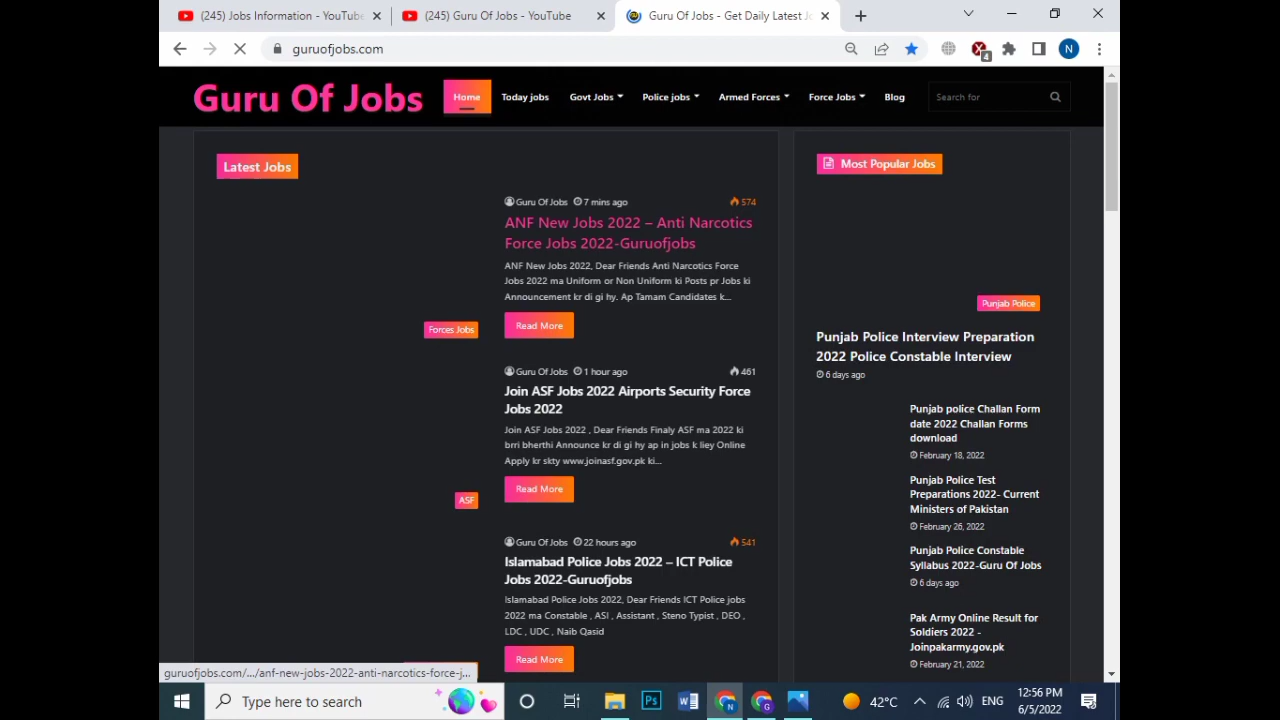 (245) Jobs Information - YouTube
(245) Guru Of Jobs - YouTube
Guru Of Jobs - Get Daily Latest Jo
guruofjobs.com
4
N
Guru Of Jobs
Home
Today jobs
Govt Jobs
Police jobs
Armed Forces
Force Jobs
Blog
Search for
Latest Jobs
Guru Of Jobs 7 mins ago 574
ANF New Jobs 2022 – Anti Narcotics
Force Jobs 2022-Guruofjobs
ANF New Jobs 2022, Dear Friends Anti Narcotics Force
Jobs 2022 ma Uniform or Non Uniform ki Posts pr Jobs ki
Announcement kr di gi hy. Ap Tamam Candidates k...
Forces Jobs
Read More
Guru Of Jobs 1 hour ago 461
Join ASF Jobs 2022 Airports Security Force
Jobs 2022
Join ASF Jobs 2022 , Dear Friends Finaly ASF ma 2022 ki
brri bherthi Announce kr di gi hy ap in jobs k liey Online
Apply kr skty www.joinasf.gov.pk ki...
Read More
ASF
Guru Of Jobs 22 hours ago 541
Islamabad Police Jobs 2022 – ICT Police
Jobs 2022-Guruofjobs
Islamabad Police Jobs 2022, Dear Friends ICT Police jobs
2022 ma Constable , ASI , Assistant , Steno Typist , DEO ,
LDC , UDC , Naib Qasid
Read More
Most Popular Jobs
Punjab Police
Punjab Police Interview Preparation
2022 Police Constable Interview
6 days ago
Punjab police Challan Form
date 2022 Challan Forms
download
February 18, 2022
Punjab Police Test
Preparations 2022- Current
Ministers of Pakistan
February 26, 2022
Punjab Police Constable
Syllabus 2022-Guru Of Jobs
6 days ago
Pak Army Online Result for
Soldiers 2022 -
Joinpakarmy.gov.pk
February 21, 2022
guruofjobs.com/.../anf-new-jobs-2022-anti-narcotics-force-j...
Type here to search
Ps
W
N
G
42°C
ENG
12:56 PM
6/5/2022